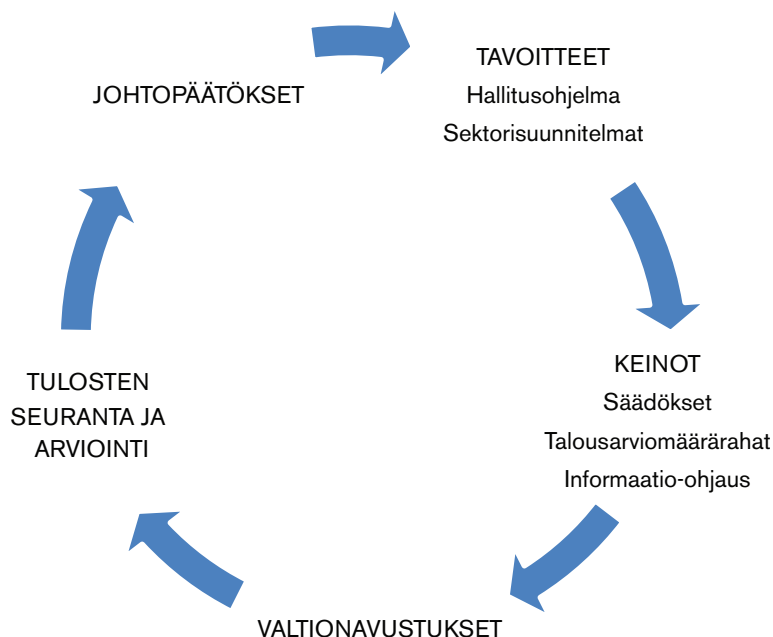 TAVOITTEET
Hallitusohjelma
Sektorisuunnitelmat
KEINOT
Säädökset
Talousarviomäärärahat
Informaatio-ohjaus
VALTIONAVUSTUKSET
TULOSTEN
SEURANTA JA
ARVIOINTI
JOHTOPÄÄTÖKSET